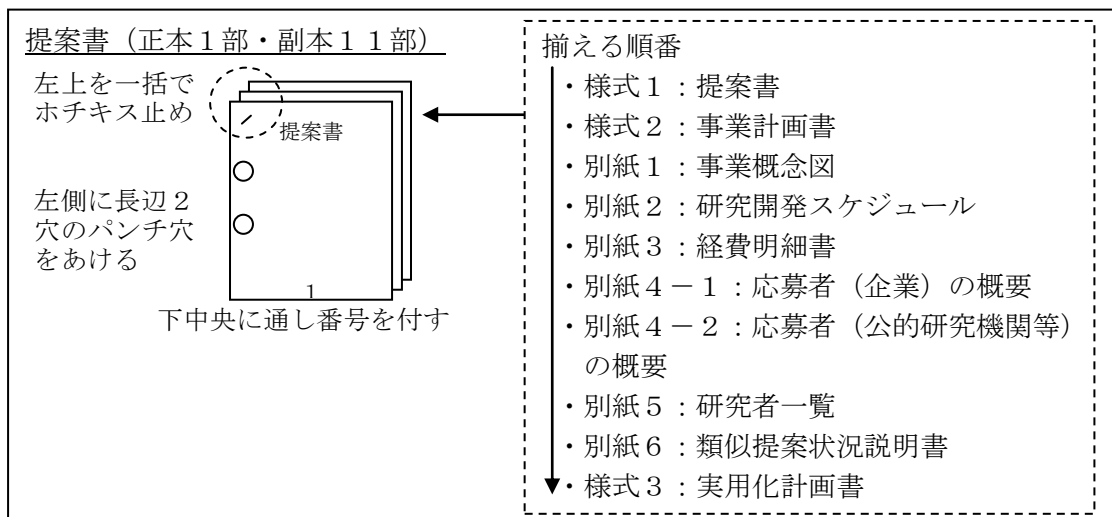 提案書（正本１部・副本１１部）
左上を一括で
ホチキス止め
提案書
左側に長辺２
穴のパンチ穴
をあける
1
下中央に通し番号を付す
揃える順番
・様式１：提案書
・様式２：事業計画書
・別紙１：事業概念図
・別紙２：研究開発スケジュール
・別紙３：経費明細書
・別紙４－１：応募者（企業）の概要
・別紙４－２：応募者（公的研究機関等）
の概要
・別紙５：研究者一覧
・別紙６：類似提案状況説明書
・様式３：実用化計画書